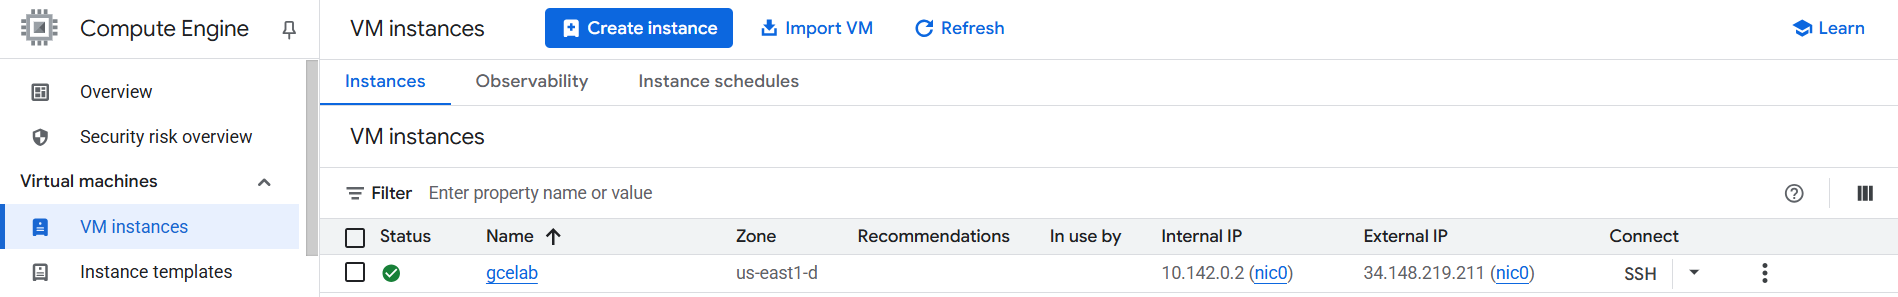 Compute Engine
VM instances
Create instance
Import VM
Refresh
Learn
Overview
Security risk overview
Virtual machines
VM instances
Instance templates
Instances
Observability
Instance schedules
VM instances
Filter
Enter property name or value
Status Name Zone Recommendations In use by Internal IP External IP Connect
gcelab us-east1-d 10.142.0.2 (nic0) 34.148.219.211 (nic0) SSH